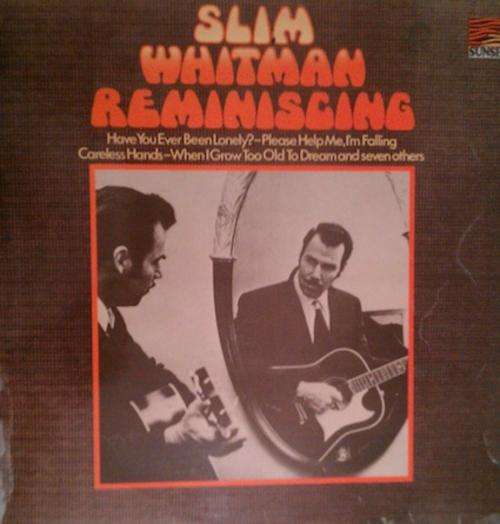 SLIM
WHITMAN
REMINISCING
Have You Ever Been Lonely?–Please Help Me, I'm Falling
Careless Hands–When I Grow Too Old To Dream and seven others
SUNSET